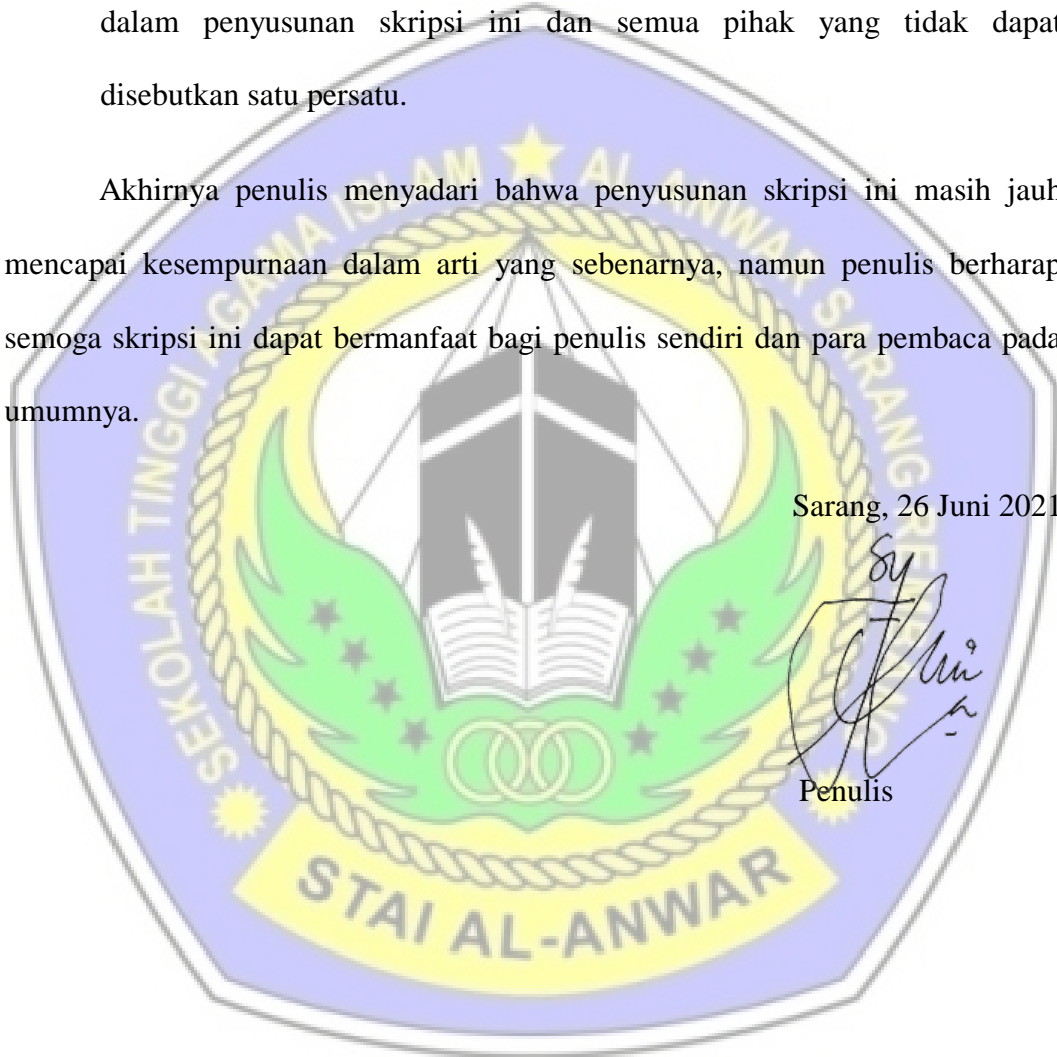 dalam penyusunan skripsi ini dan semua pihak yang tidak dapat
disebutkan satu persatu.
Akhirnya penulis menyadari bahwa penyusunan skripsi ini masih jauh
mencapai kesempurnaan dalam arti yang sebenarnya, namun penulis berharap
semoga skripsi ini dapat bermanfaat bagi penulis sendiri dan para pembaca pada
umumnya.
Sarang, 26 Juni 2021
Penulis
SEKOLAH TINGGI AGAMA ISLAM AL ANWAR SARANG REMBANG
STAI AL-ANWAR